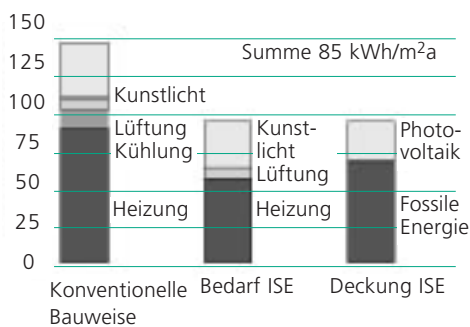 150
125
100
75
50
25
0
Summe 85 kWh/m²a
Kunstlicht
Lüftung
Kühlung
Heizung
Kunst-
licht
Lüftung
Heizung
Photo-
voltaik
Fossile
Energie
Konventionelle
Bauweise
Bedarf ISE
Deckung ISE